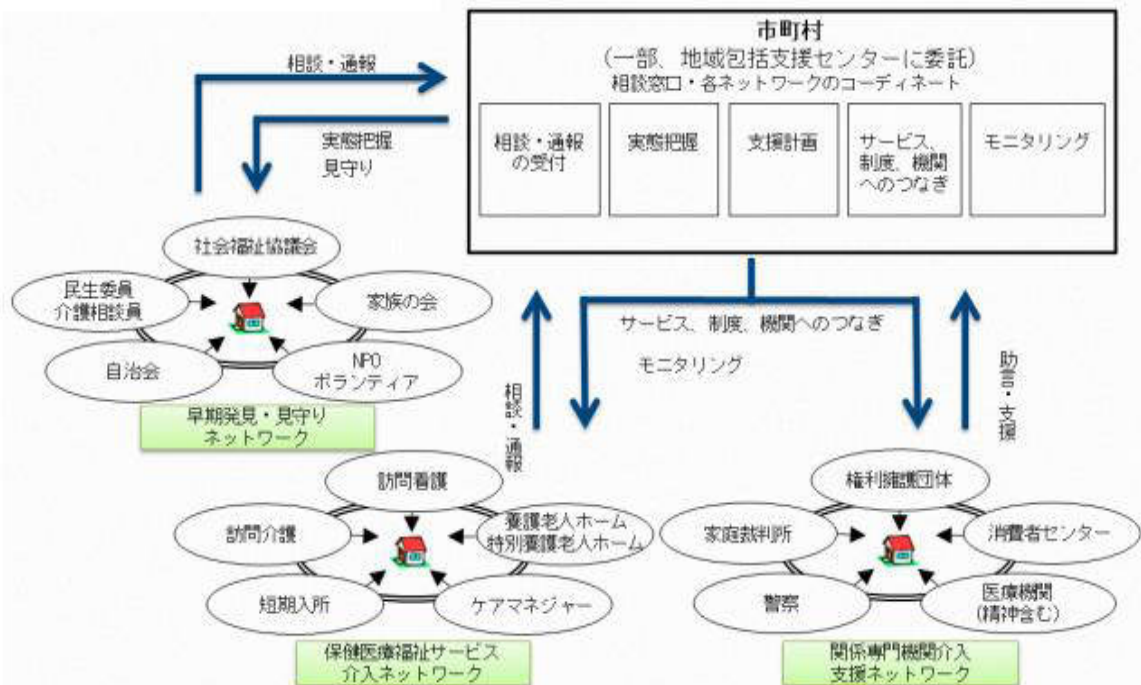 市町村
(一部、地域包括支援センターに委託)
相談窓口・各ネットワークのコーディネート
相談・通報
の受付
実態把握
支援計画
サービス、
制度、機関
へのつなぎ
モニタリング
相談・通報
実態把握
見守り
社会福祉協議会
民生委員
介護相談員
家族の会
自治会
NPO
ボランティア
早期発見・見守り
ネットワーク
サービス、制度、機関へのつなぎ
モニタリング
相談・通報
助言・支援
訪問看護
訪問介護
養護老人ホーム
特別養護老人ホーム
短期入所
ケアマネジャー
保健医療福祉サービス
介入ネットワーク
権利擁護団体
家庭裁判所
消費者センター
警察
医療機関
(精神含む)
関係専門機関介入
支援ネットワーク